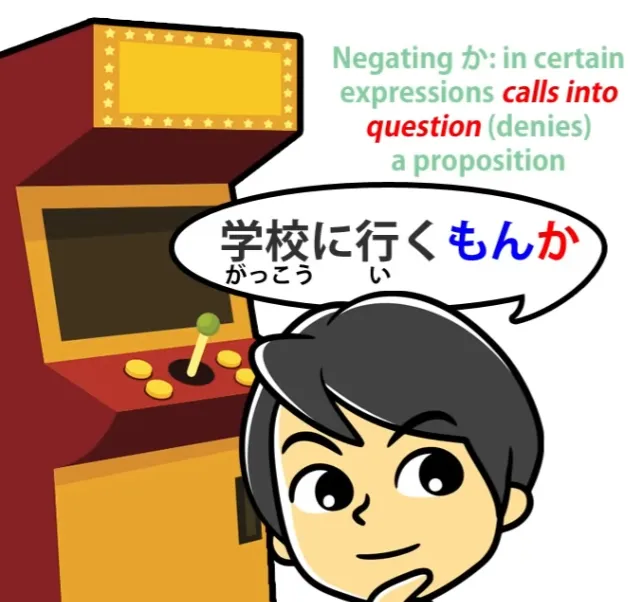 Negating か: in certain
expressions calls into
question (denies)
a proposition
学校に行くもんか
がっこう い